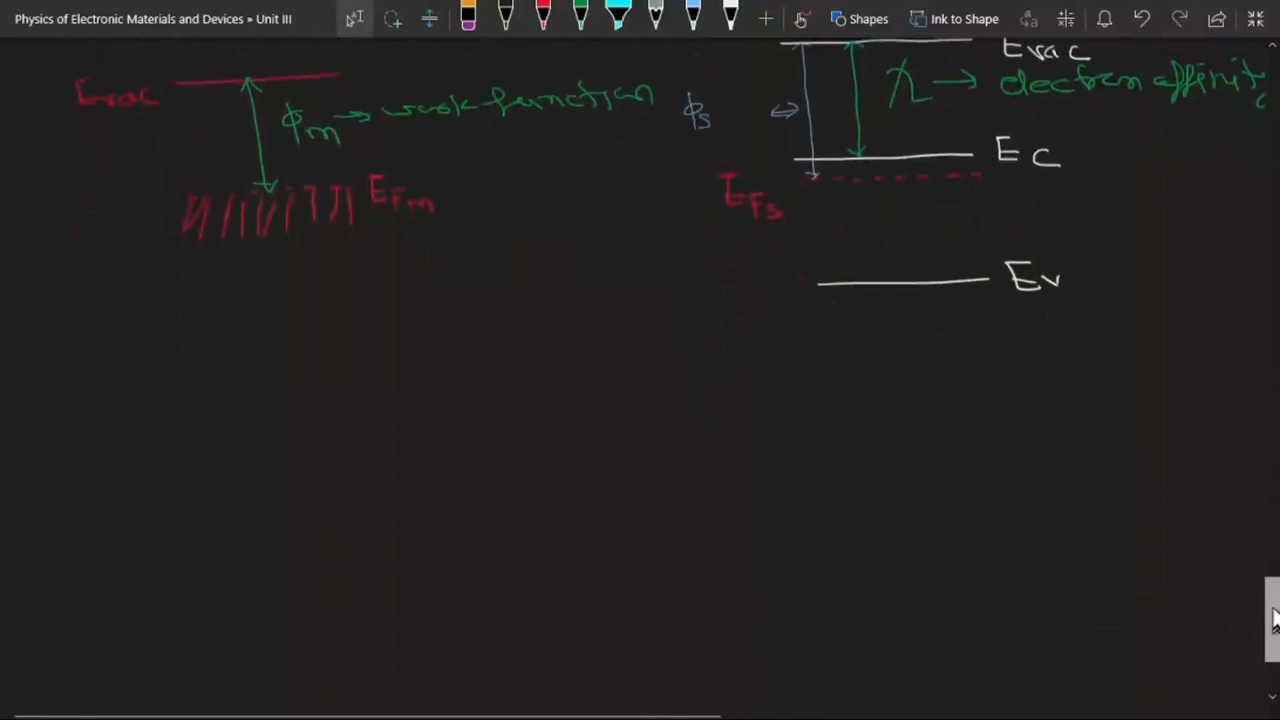 Physics of Electronic Materials and Devices » Unit III
Shapes
Ink to Shape
Evac
ϕm → work function
EFm
Evac
χ → electron affinity
ϕs
EC
EFs
Ev